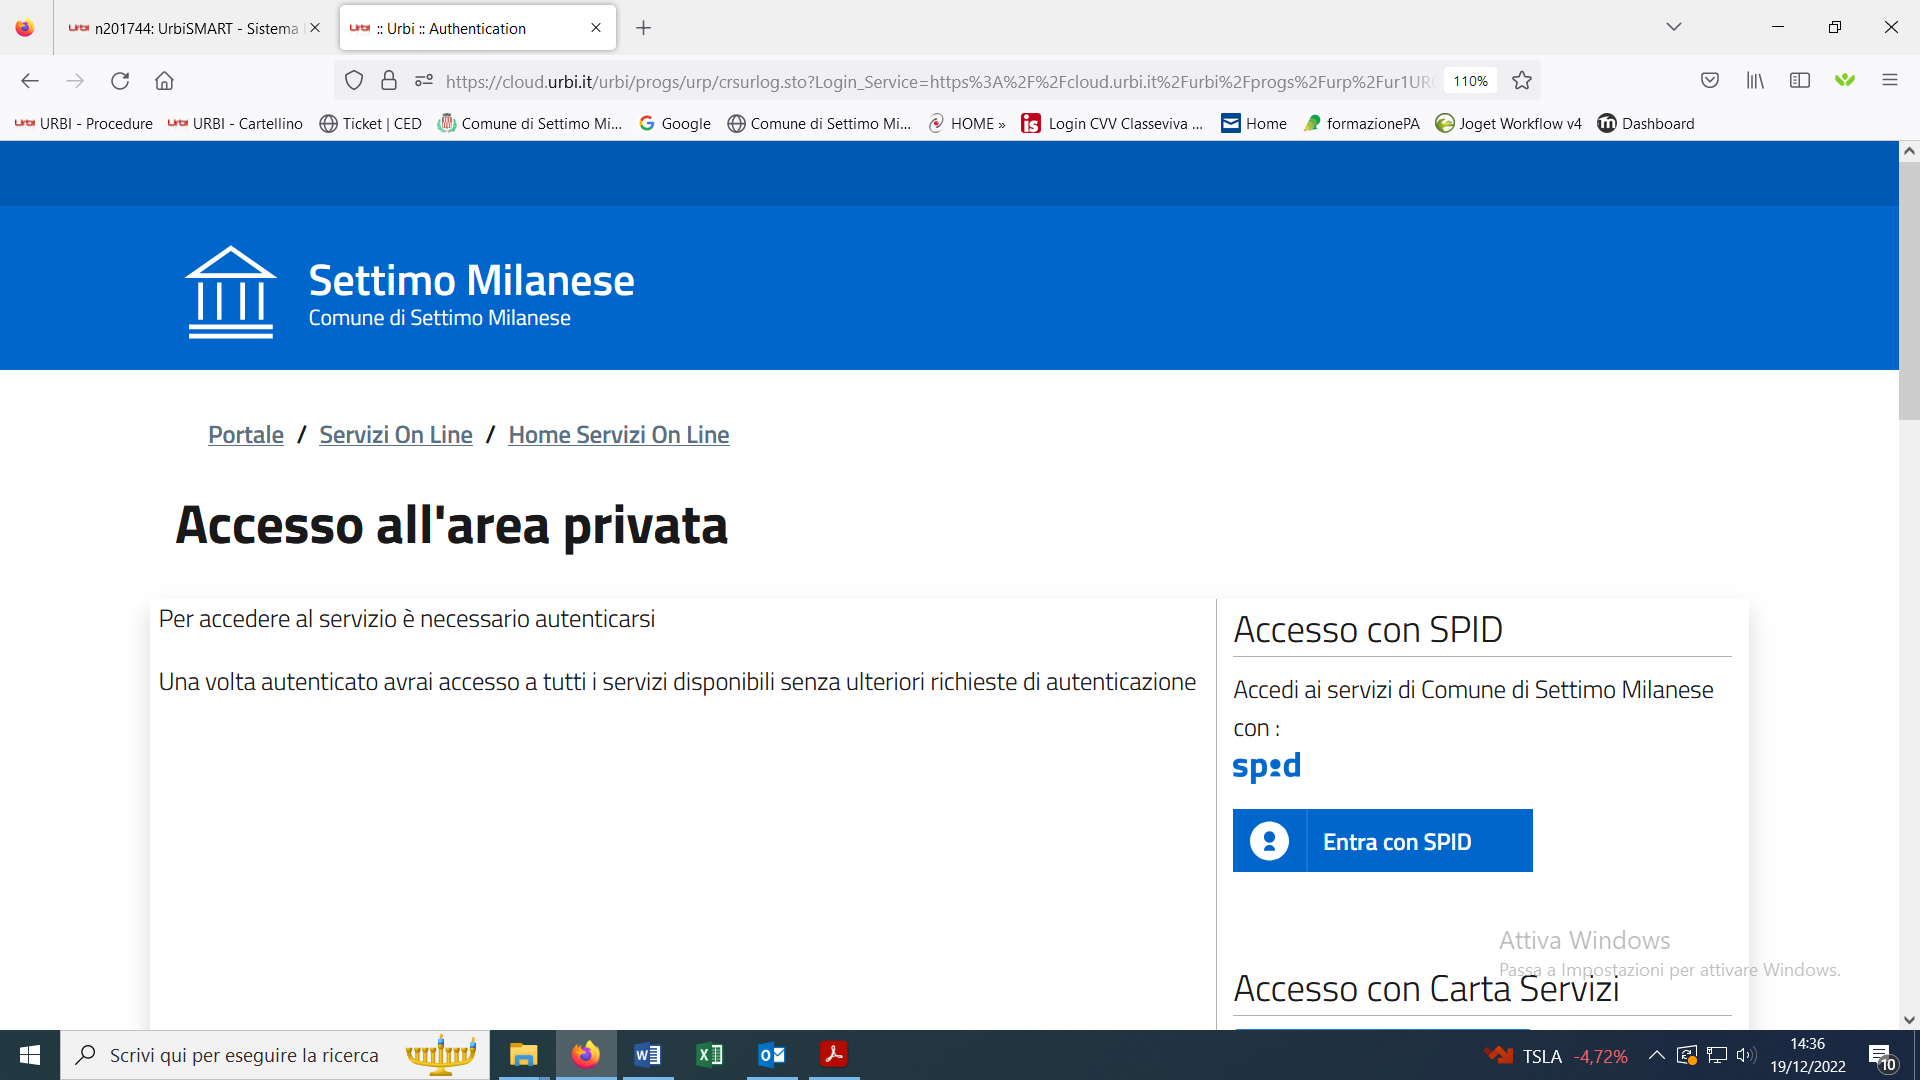 n201744: UrbiSMART - Sistema
:: Urbi :: Authentication
https://cloud.urbi.it/urbi/progs/urp/crsurlog.sto?Login_Service=https%3A%2F%2Fcloud.urbi.it%2Furbi%2Fprogs%2Furp%2Fur1UR
110%
URBI - Procedure
URBI - Cartellino
Ticket | CED
Comune di Settimo Mi...
Google
Comune di Settimo Mi...
HOME »
Login CVV Classeviva ...
Home
formazionePA
Joget Workflow v4
Dashboard
Settimo Milanese
Comune di Settimo Milanese
Portale / Servizi On Line / Home Servizi On Line
Accesso all'area privata
Per accedere al servizio è necessario autenticarsi
Una volta autenticato avrai accesso a tutti i servizi disponibili senza ulteriori richieste di autenticazione
Accesso con SPID
Accedi ai servizi di Comune di Settimo Milanese
con :
spid
Entra con SPID
Attiva Windows
Passa a Impostazioni per attivare Windows.
Accesso con Carta Servizi
Scrivi qui per eseguire la ricerca
TSLA -4,72%
14:36
19/12/2022
10